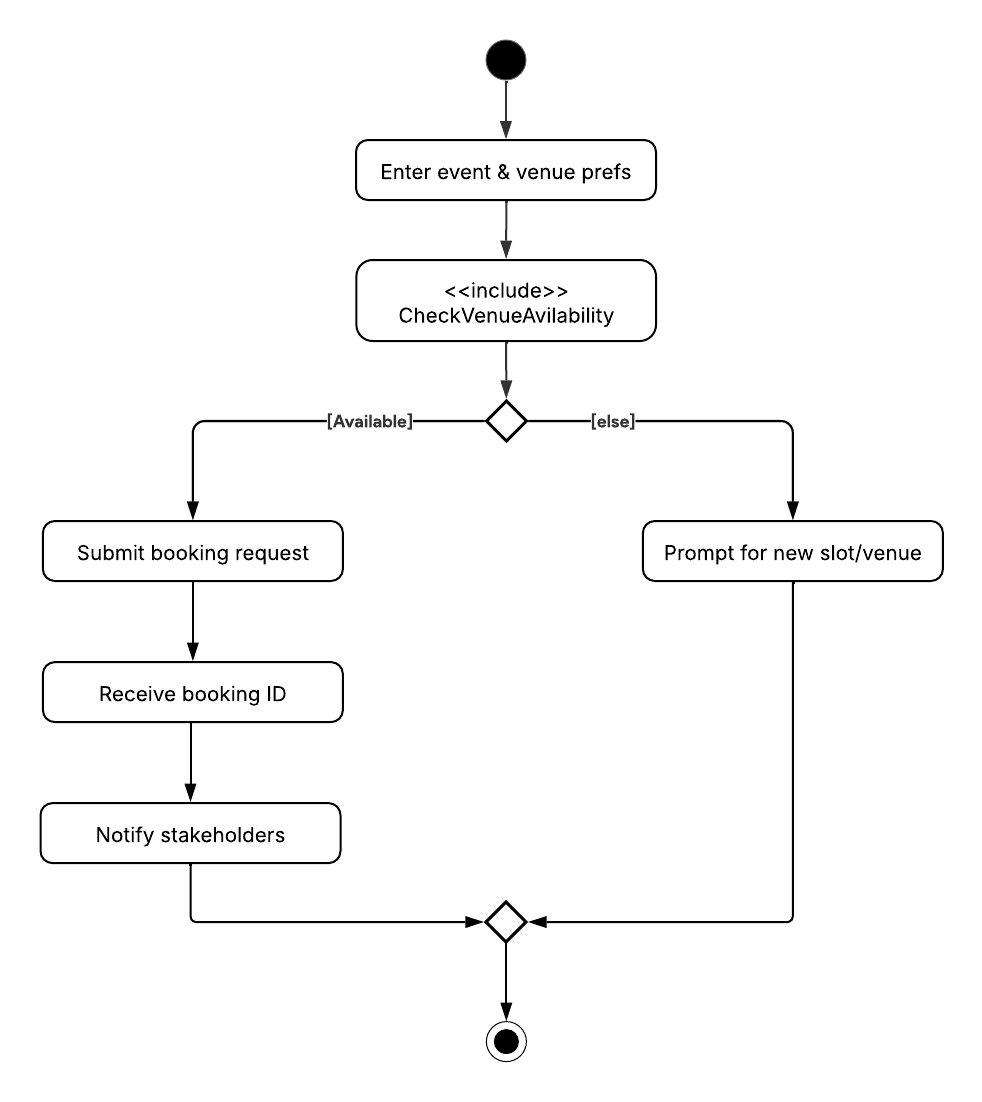 Enter event & venue prefs
<<include>>
CheckVenueAvilability
[Available]
[else]
Submit booking request
Prompt for new slot/venue
Receive booking ID
Notify stakeholders